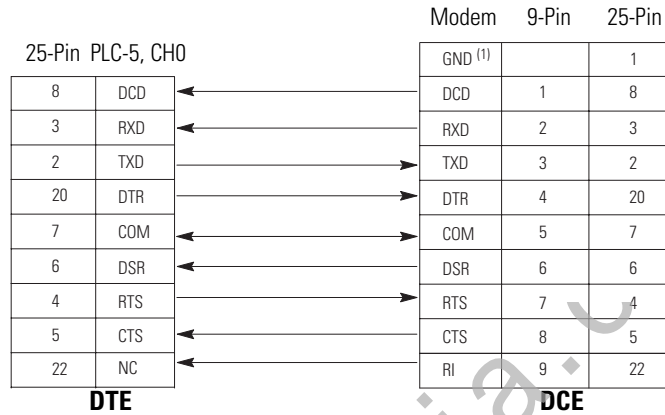 Modem 9-Pin 25-Pin
25-Pin PLC-5, CH0
GND (1) 1
8 DCD DCD 1 8
3 RXD RXD 2 3
2 TXD TXD 3 2
20 DTR DTR 4 20
7 COM COM 5 7
6 DSR DSR 6 6
4 RTS RTS 7 4
5 CTS CTS 8 5
22 NC RI 9 22
DTE DCE